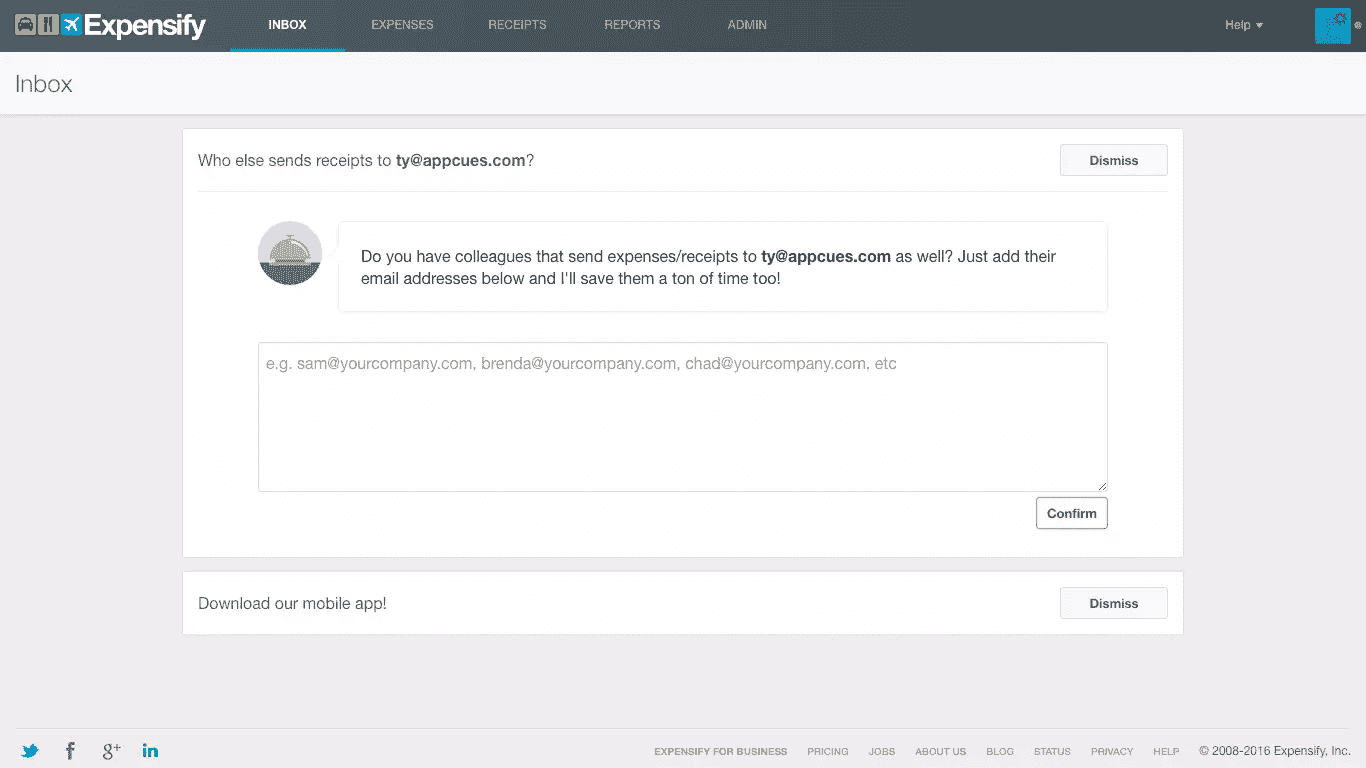 Expensify INBOX EXPENSES RECEIPTS REPORTS ADMIN Help
Inbox
Who else sends receipts to ty@appcues.com? Dismiss
Do you have colleagues that send expenses/receipts to ty@appcues.com as well? Just add their
email addresses below and I'll save them a ton of time too!
e.g. sam@yourcompany.com, brenda@yourcompany.com, chad@yourcompany.com, etc
Confirm
Download our mobile app! Dismiss
f g+ in EXPENSIFY FOR BUSINESS PRICING JOBS ABOUT US BLOG STATUS PRIVACY HELP © 2008-2016 Expensify, Inc.